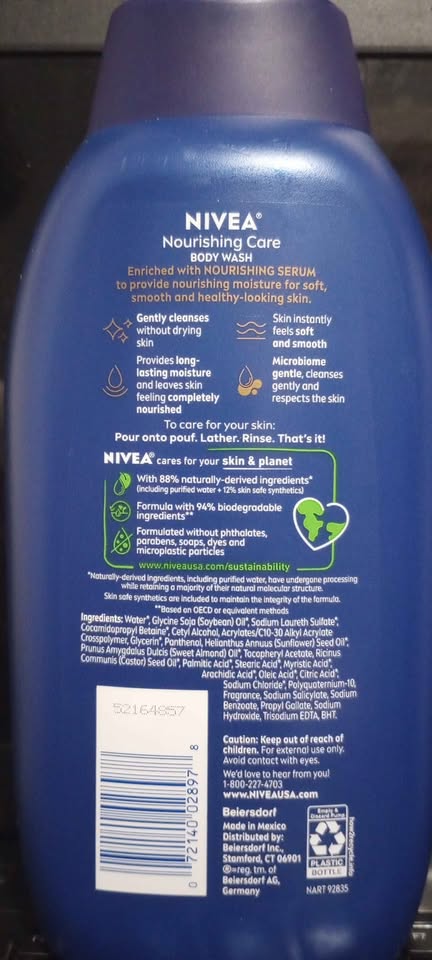 NIVEA®
Nourishing Care
BODY WASH
Enriched with NOURISHING SERUM
to provide nourishing moisture for soft,
smooth and healthy-looking skin.
Gently cleanses
without drying
skin
Skin instantly
feels soft
and smooth
Provides long-
lasting moisture
and leaves skin
feeling completely
nourished
Microbiome
gentle, cleanses
gently and
respects the skin
To care for your skin:
Pour onto pouf. Lather. Rinse. That's it!
NIVEA® cares for your skin & planet
With 88% naturally-derived ingredients*
(including purified water + 12% skin safe synthetics)
Formula with 94% biodegradable
ingredients**
Formulated without phthalates,
parabens, soaps, dyes and
microplastic particles
www.niveausa.com/sustainability
*Naturally-derived ingredients, including purified water, have undergone processing
while retaining a majority of their natural molecular structure.
Skin safe synthetics are included to maintain the integrity of the formula.
**Based on OECD or equivalent methods
Ingredients: Water*, Glycine Soja (Soybean) Oil*, Sodium Laureth Sulfate*,
Cocamidopropyl Betaine*, Cetyl Alcohol, Acrylates/C10-30 Alkyl Acrylate
Crosspolymer, Glycerin*, Panthenol, Helianthus Annuus (Sunflower) Seed Oil*,
Prunus Amygdalus Dulcis (Sweet Almond) Oil*, Tocopheryl Acetate, Ricinus
Communis (Castor) Seed Oil*, Palmitic Acid*, Stearic Acid*, Myristic Acid*,
Arachidic Acid*, Oleic Acid*, Citric Acid*,
Sodium Chloride*, Polyquaternium-10,
Fragrance, Sodium Salicylate, Sodium
Benzoate, Propyl Gallate, Sodium
Hydroxide, Trisodium EDTA, BHT.
52164857
Caution: Keep out of reach of
children. For external use only.
Avoid contact with eyes.
We'd love to hear from you!
1-800-227-4703
www.NIVEAUSA.com
Beiersdorf
Made in Mexico
Distributed by:
Beiersdorf Inc.,
Stamford, CT 06901
®=reg. tm. of
Beiersdorf AG,
Germany
Empty &
Discard Pump
PLASTIC
BOTTLE
how2recycle.info
NART 92835
0 72140 02897 8